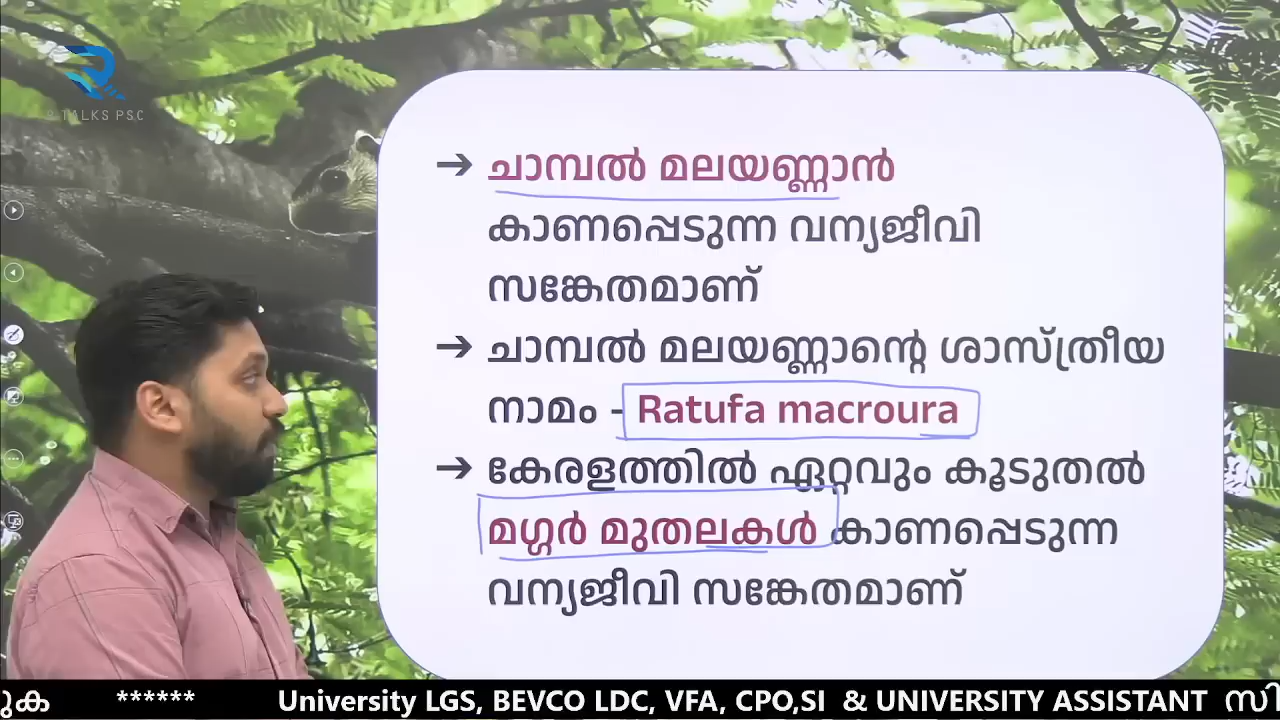 R TALKS PSC
➔ ചാമ്പൽ മലയണ്ണാൻ
കാണപ്പെടുന്ന വന്യജീവി
സങ്കേതമാണ്
➔ ചാമ്പൽ മലയണ്ണാന്റെ ശാസ്ത്രീയ
നാമം - Ratufa macroura
➔ കേരളത്തിൽ ഏറ്റവും കൂടുതൽ
മഗ്ഗർ മുതലകൾ കാണപ്പെടുന്ന
വന്യജീവി സങ്കേതമാണ്
****** University LGS, BEVCO LDC, VFA, CPO,SI & UNIVERSITY ASSISTANT